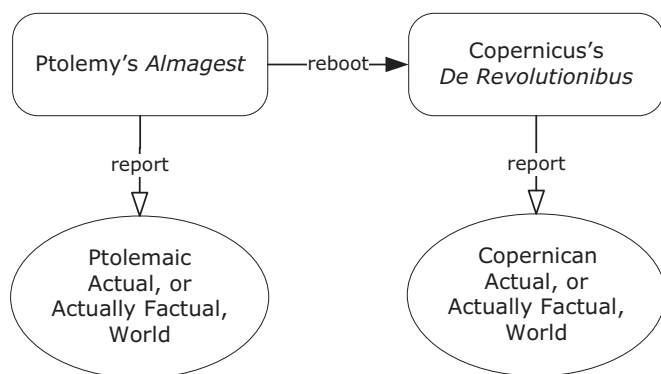 Ptolemy’s Almagest
reboot
Copernicus’s
De Revolutionibus
report
report
Ptolemaic
Actual, or
Actually Factual,
World
Copernican
Actual, or
Actually Factual,
World